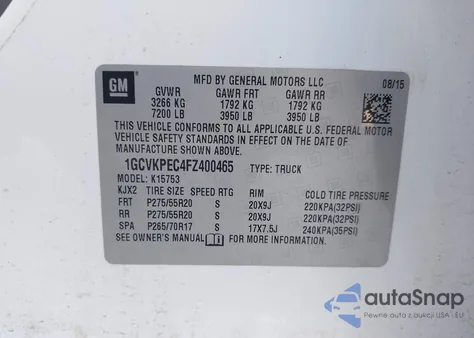 GM
MFD BY GENERAL MOTORS LLC
08/15
GVWR GAWR FRT GAWR RR
3266 KG 1792 KG 1792 KG
7200 LB 3950 LB 3950 LB
THIS VEHICLE CONFORMS TO ALL APPLICABLE U.S. FEDERAL MOTOR
VEHICLE SAFETY STANDARDS IN EFFECT ON THE DATE OF
MANUFACTURE SHOWN ABOVE.
1GCVKPEC4FZ400465 TYPE: TRUCK
MODEL: K15753
KJX2 TIRE SIZE SPEED RTG RIM COLD TIRE PRESSURE
FRT P275/55R20 S 20X9J 220KPA(32PSI)
RR P275/55R20 S 20X9J 220KPA(32PSI)
SPA P265/70R17 S 17X7.5J 240KPA(35PSI)
SEE OWNER'S MANUAL FOR MORE INFORMATION.
autoSnap
Pewne auta z aukcji USA i EU